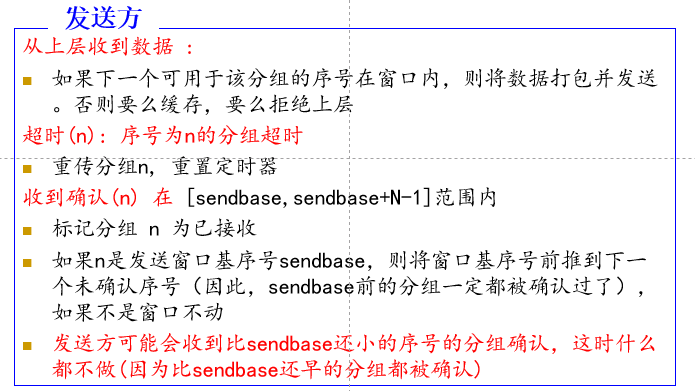 发送方
从上层收到数据 :
如果下一个可用于该分组的序号在窗口内，则将数据打包并发送
。否则要么缓存，要么拒绝上层
超时(n): 序号为n的分组超时
重传分组n, 重置定时器
收到确认(n) 在 [sendbase,sendbase+N-1]范围内
标记分组 n 为已接收
如果n是发送窗口基序号sendbase，则将窗口基序号前推到下一
个未确认序号（因此，sendbase前的分组一定都被确认过了），
如果不是窗口不动
发送方可能会收到比sendbase还小的序号的分组确认，这时什么
都不做(因为比sendbase还早的分组都被确认)